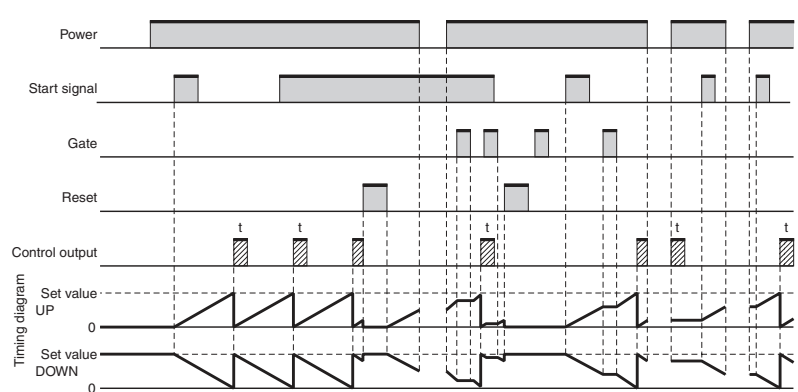 Power
Start signal
Gate
Reset
t t t t t
Control output
Timing diagram
Set value
UP
0
Set value
DOWN
0